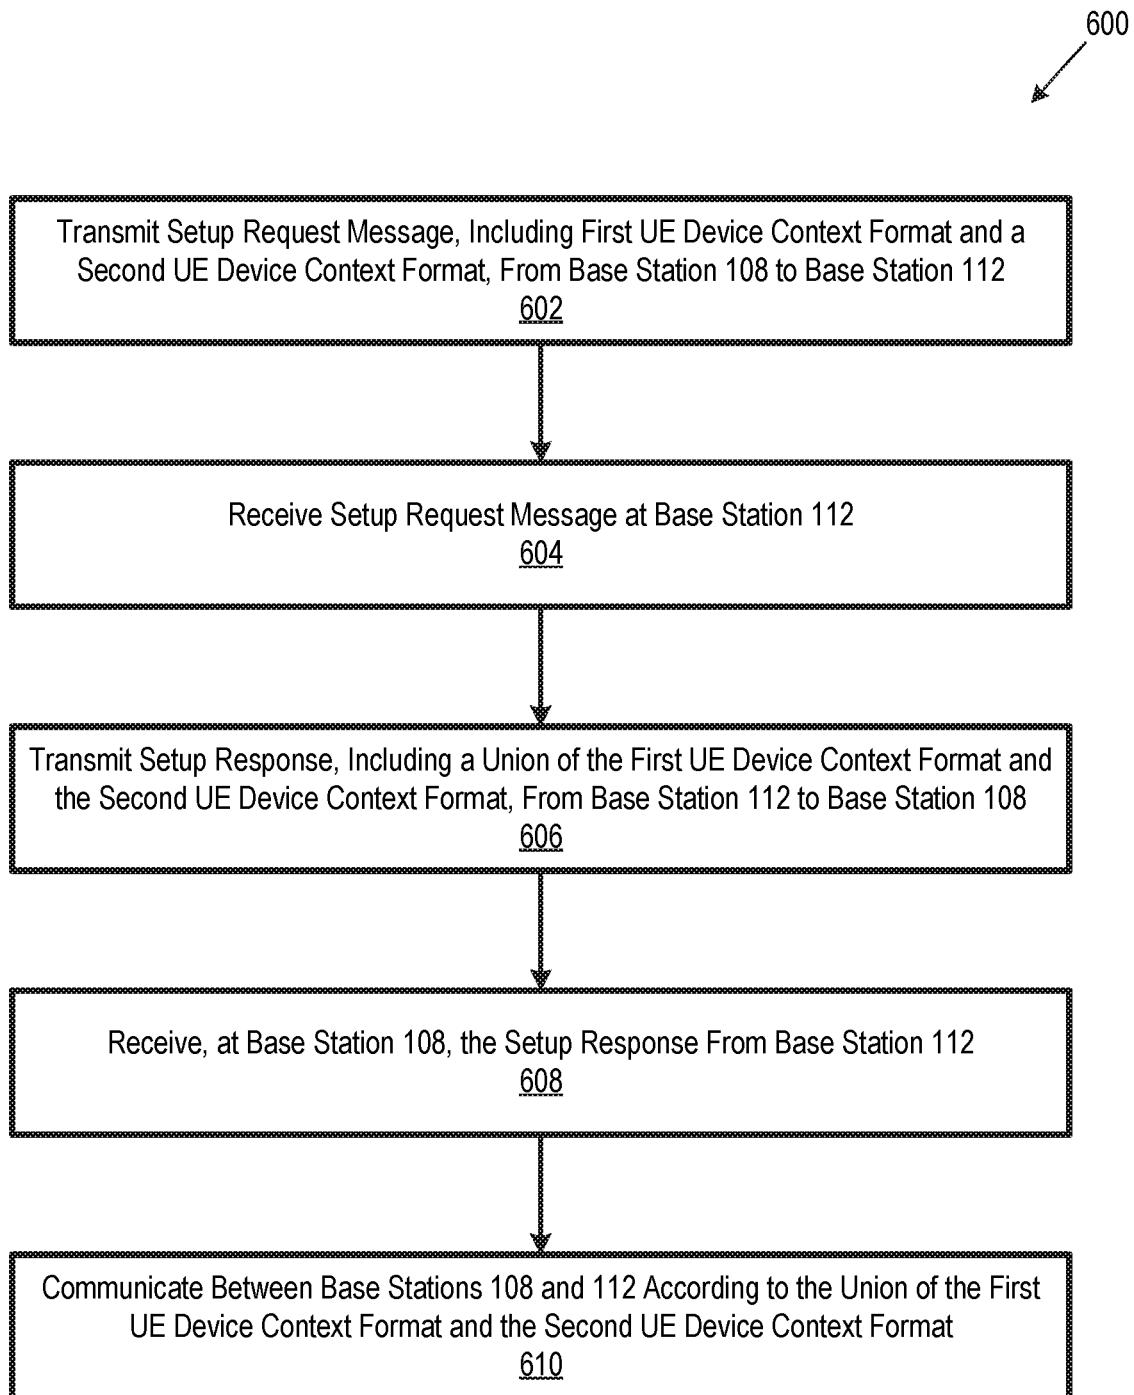 600
Transmit Setup Request Message, Including First UE Device Context Format and a
Second UE Device Context Format, From Base Station 108 to Base Station 112
602
Receive Setup Request Message at Base Station 112
604
Transmit Setup Response, Including a Union of the First UE Device Context Format and
the Second UE Device Context Format, From Base Station 112 to Base Station 108
606
Receive, at Base Station 108, the Setup Response From Base Station 112
608
Communicate Between Base Stations 108 and 112 According to the Union of the First
UE Device Context Format and the Second UE Device Context Format
610